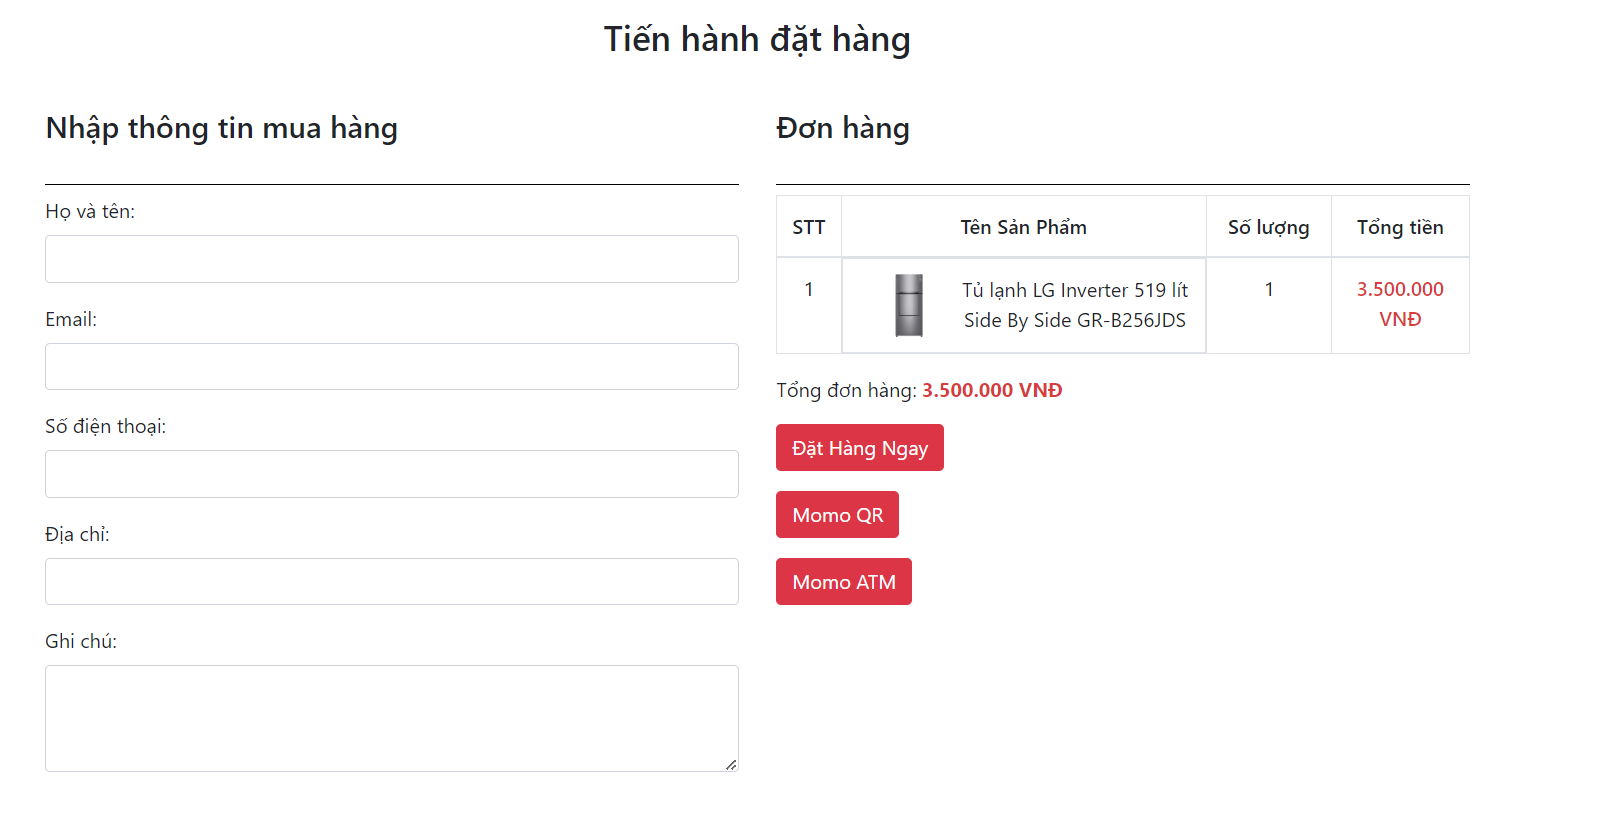 Tiến hành đặt hàng
Nhập thông tin mua hàng
Họ và tên:
Email:
Số điện thoại:
Địa chỉ:
Ghi chú:
Đơn hàng
STT Tên Sản Phẩm Số lượng Tổng tiền
1 Tủ lạnh LG Inverter 519 lít 1 3.500.000
Side By Side GR-B256JDS VNĐ
Tổng đơn hàng: 3.500.000 VNĐ
Đặt Hàng Ngay
Momo QR
Momo ATM